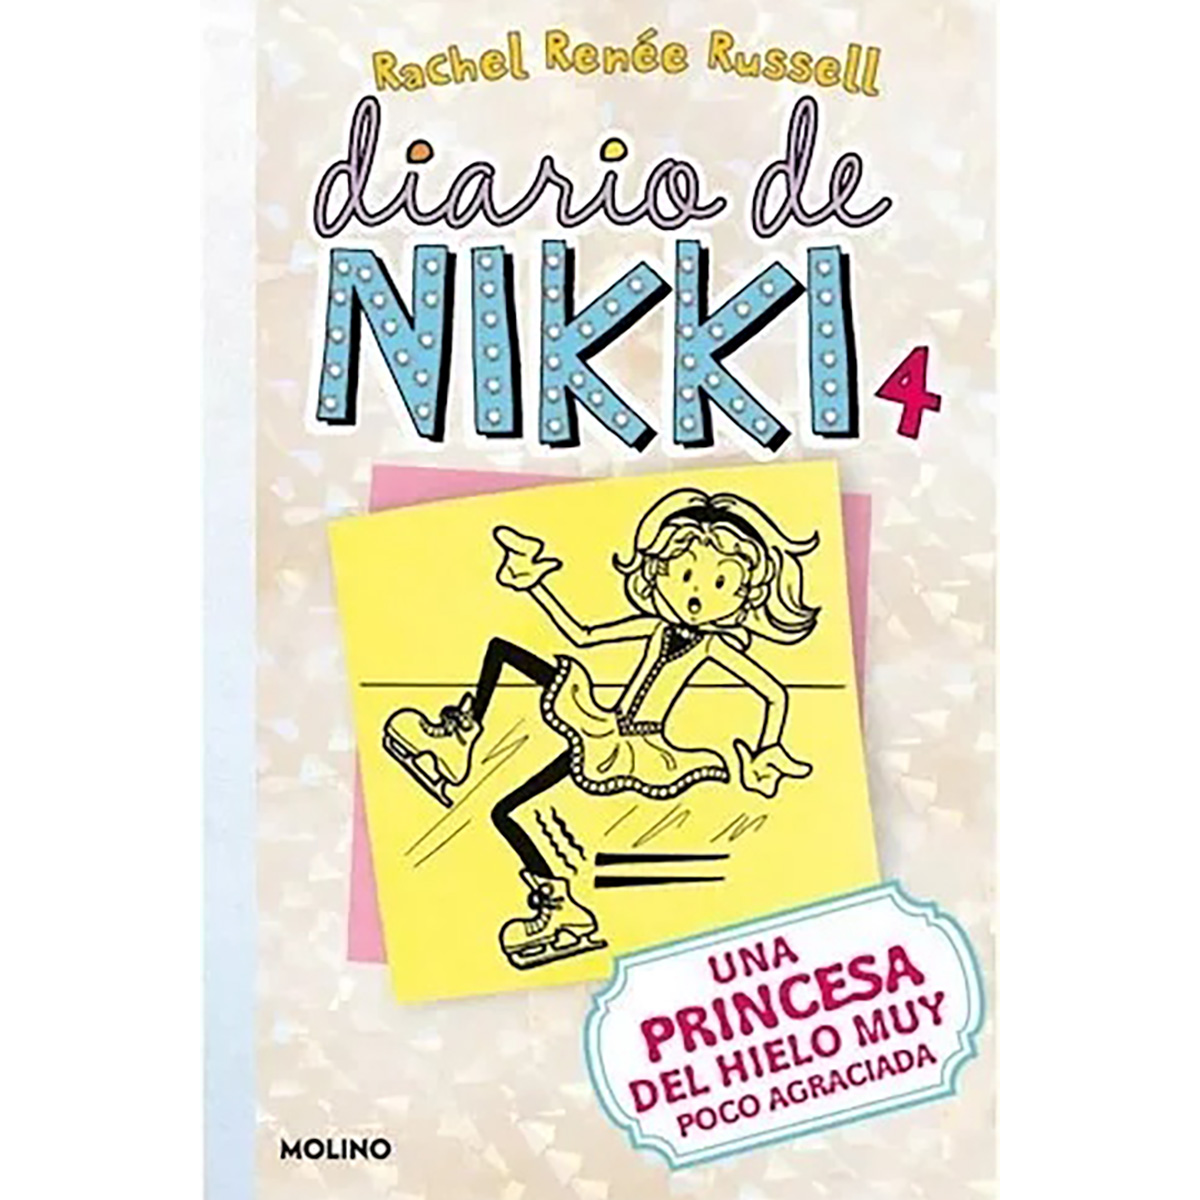 Rachel Renée Russell
diario de
NIKKI 4
UNA
PRINCESA
DEL HIELO MUY
POCO AGRACIADA
MOLINO